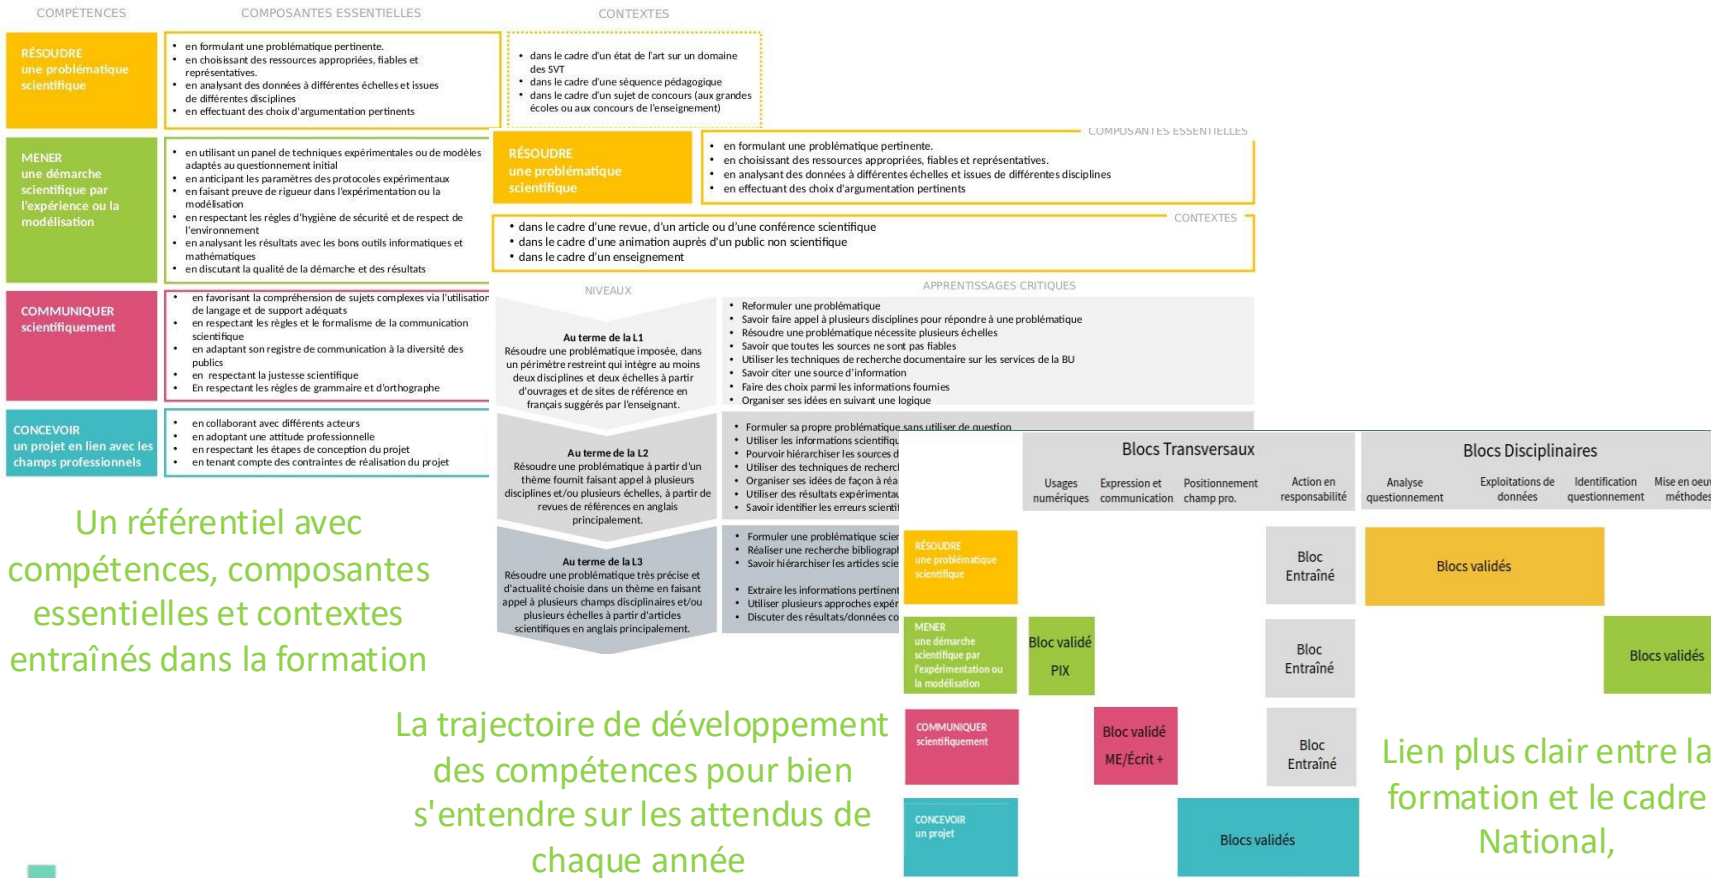 COMPÉTENCES
COMPOSANTES ESSENTIELLES
CONTEXTES
RÉSOUDRE
une problématique
scientifique
• en formulant une problématique pertinente.
• en choisissant des ressources appropriées, fiables et
représentatives.
• en analysant des données à différentes échelles et issues
de différentes disciplines
• en effectuant des choix d'argumentation pertinents
• dans le cadre d'un état de l'art sur un domaine
des SVT
• dans le cadre d'une séquence pédagogique
• dans le cadre d'un sujet de concours (aux grandes
écoles ou aux concours de l'enseignement)
MENER
une démarche
scientifique par
l'expérience ou la
modélisation
• en utilisant un panel de techniques expérimentales ou de modèles
adaptés au questionnement initial
• en anticipant les paramètres des protocoles expérimentaux
• en faisant preuve de rigueur dans l'expérimentation ou la
modélisation
• en respectant les règles d'hygiène de sécurité et de respect de
l'environnement
• en analysant les résultats avec les bons outils informatiques et
mathématiques
• en discutant la qualité de la démarche et des résultats
COMMUNIQUER
scientifiquement
• en favorisant la compréhension de sujets complexes via l'utilisation
de langage et de support adéquats
• en respectant les règles et le formalisme de la communication
scientifique
• en adaptant son registre de communication à la diversité des
publics
• en respectant la justesse scientifique
• En respectant les règles de grammaire et d'orthographe
CONCEVOIR
un projet en lien avec les
champs professionnels
• en collaborant avec différents acteurs
• en adoptant une attitude professionnelle
• en respectant les étapes de conception du projet
• en tenant compte des contraintes de réalisation du projet
Un référentiel avec
compétences, composantes
essentielles et contextes
entraînés dans la formation
COMPOSANTES ESSENTIELLES
RÉSOUDRE
une problématique
scientifique
• en formulant une problématique pertinente.
• en choisissant des ressources appropriées, fiables et représentatives.
• en analysant des données à différentes échelles et issues de différentes disciplines
• en effectuant des choix d'argumentation pertinents
CONTEXTES
• dans le cadre d'une revue, d'un article ou d'une conférence scientifique
• dans le cadre d'une animation auprès d'un public non scientifique
• dans le cadre d'un enseignement
NIVEAUX
APPRENTISSAGES CRITIQUES
Au terme de la L1
Résoudre une problématique imposée, dans
un périmètre restreint qui intègre au moins
deux disciplines et deux échelles à partir
d'ouvrages et de sites de référence en
français suggérés par l'enseignant.
• Reformuler une problématique
• Savoir faire appel à plusieurs disciplines pour répondre à une problématique
• Résoudre une problématique nécessite plusieurs échelles
• Savoir que toutes les sources ne sont pas fiables
• Utiliser les techniques de recherche documentaire sur les services de la BU
• Savoir citer une source d'information
• Faire des choix parmi les informations fournies
• Organiser ses idées en suivant une logique
Au terme de la L2
Résoudre une problématique à partir d'un
thème fournit faisant appel à plusieurs
disciplines et/ou plusieurs échelles, à partir de
revues de références en anglais
principalement.
• Formuler sa propre problématique sans utiliser de question
• Utiliser les informations scientifiqu
• Pourvoir hiérarchiser les sources d
• Utiliser des techniques de recherc
• Organiser ses idées de façon à réa
• Utiliser des résultats expérimenta
• Savoir identifier les erreurs scienti
Au terme de la L3
Résoudre une problématique très précise et
d'actualité choisie dans un thème en faisant
appel à plusieurs champs disciplinaires et/ou
plusieurs échelles à partir d'articles
scientifiques en anglais principalement.
• Formuler une problématique scie
• Réaliser une recherche bibliograp
• Savoir hiérarchiser les articles scie
• Extraire les informations pertinent
• Utiliser plusieurs approches expér
• Discuter des résultats/données co
La trajectoire de développement
des compétences pour bien
s'entendre sur les attendus de
chaque année
Blocs Transversaux
Blocs Disciplinaires
Usages
numériques
Expression et
communication
Positionnement
champ pro.
Action en
responsabilité
Analyse
questionnement
Exploitations de
données
Identification
questionnement
Mise en oeuv
méthodes
RÉSOUDRE
une problématique
scientifique
Bloc
Entraîné
Blocs validés
MENER
une démarche
scientifique par
l'expérimentation ou
la modélisation
Bloc validé
PIX
Bloc
Entraîné
Blocs validés
COMMUNIQUER
scientifiquement
Bloc validé
ME/Écrit +
Bloc
Entraîné
CONCEVOIR
un projet
Blocs validés
Lien plus clair entre la
formation et le cadre
National,